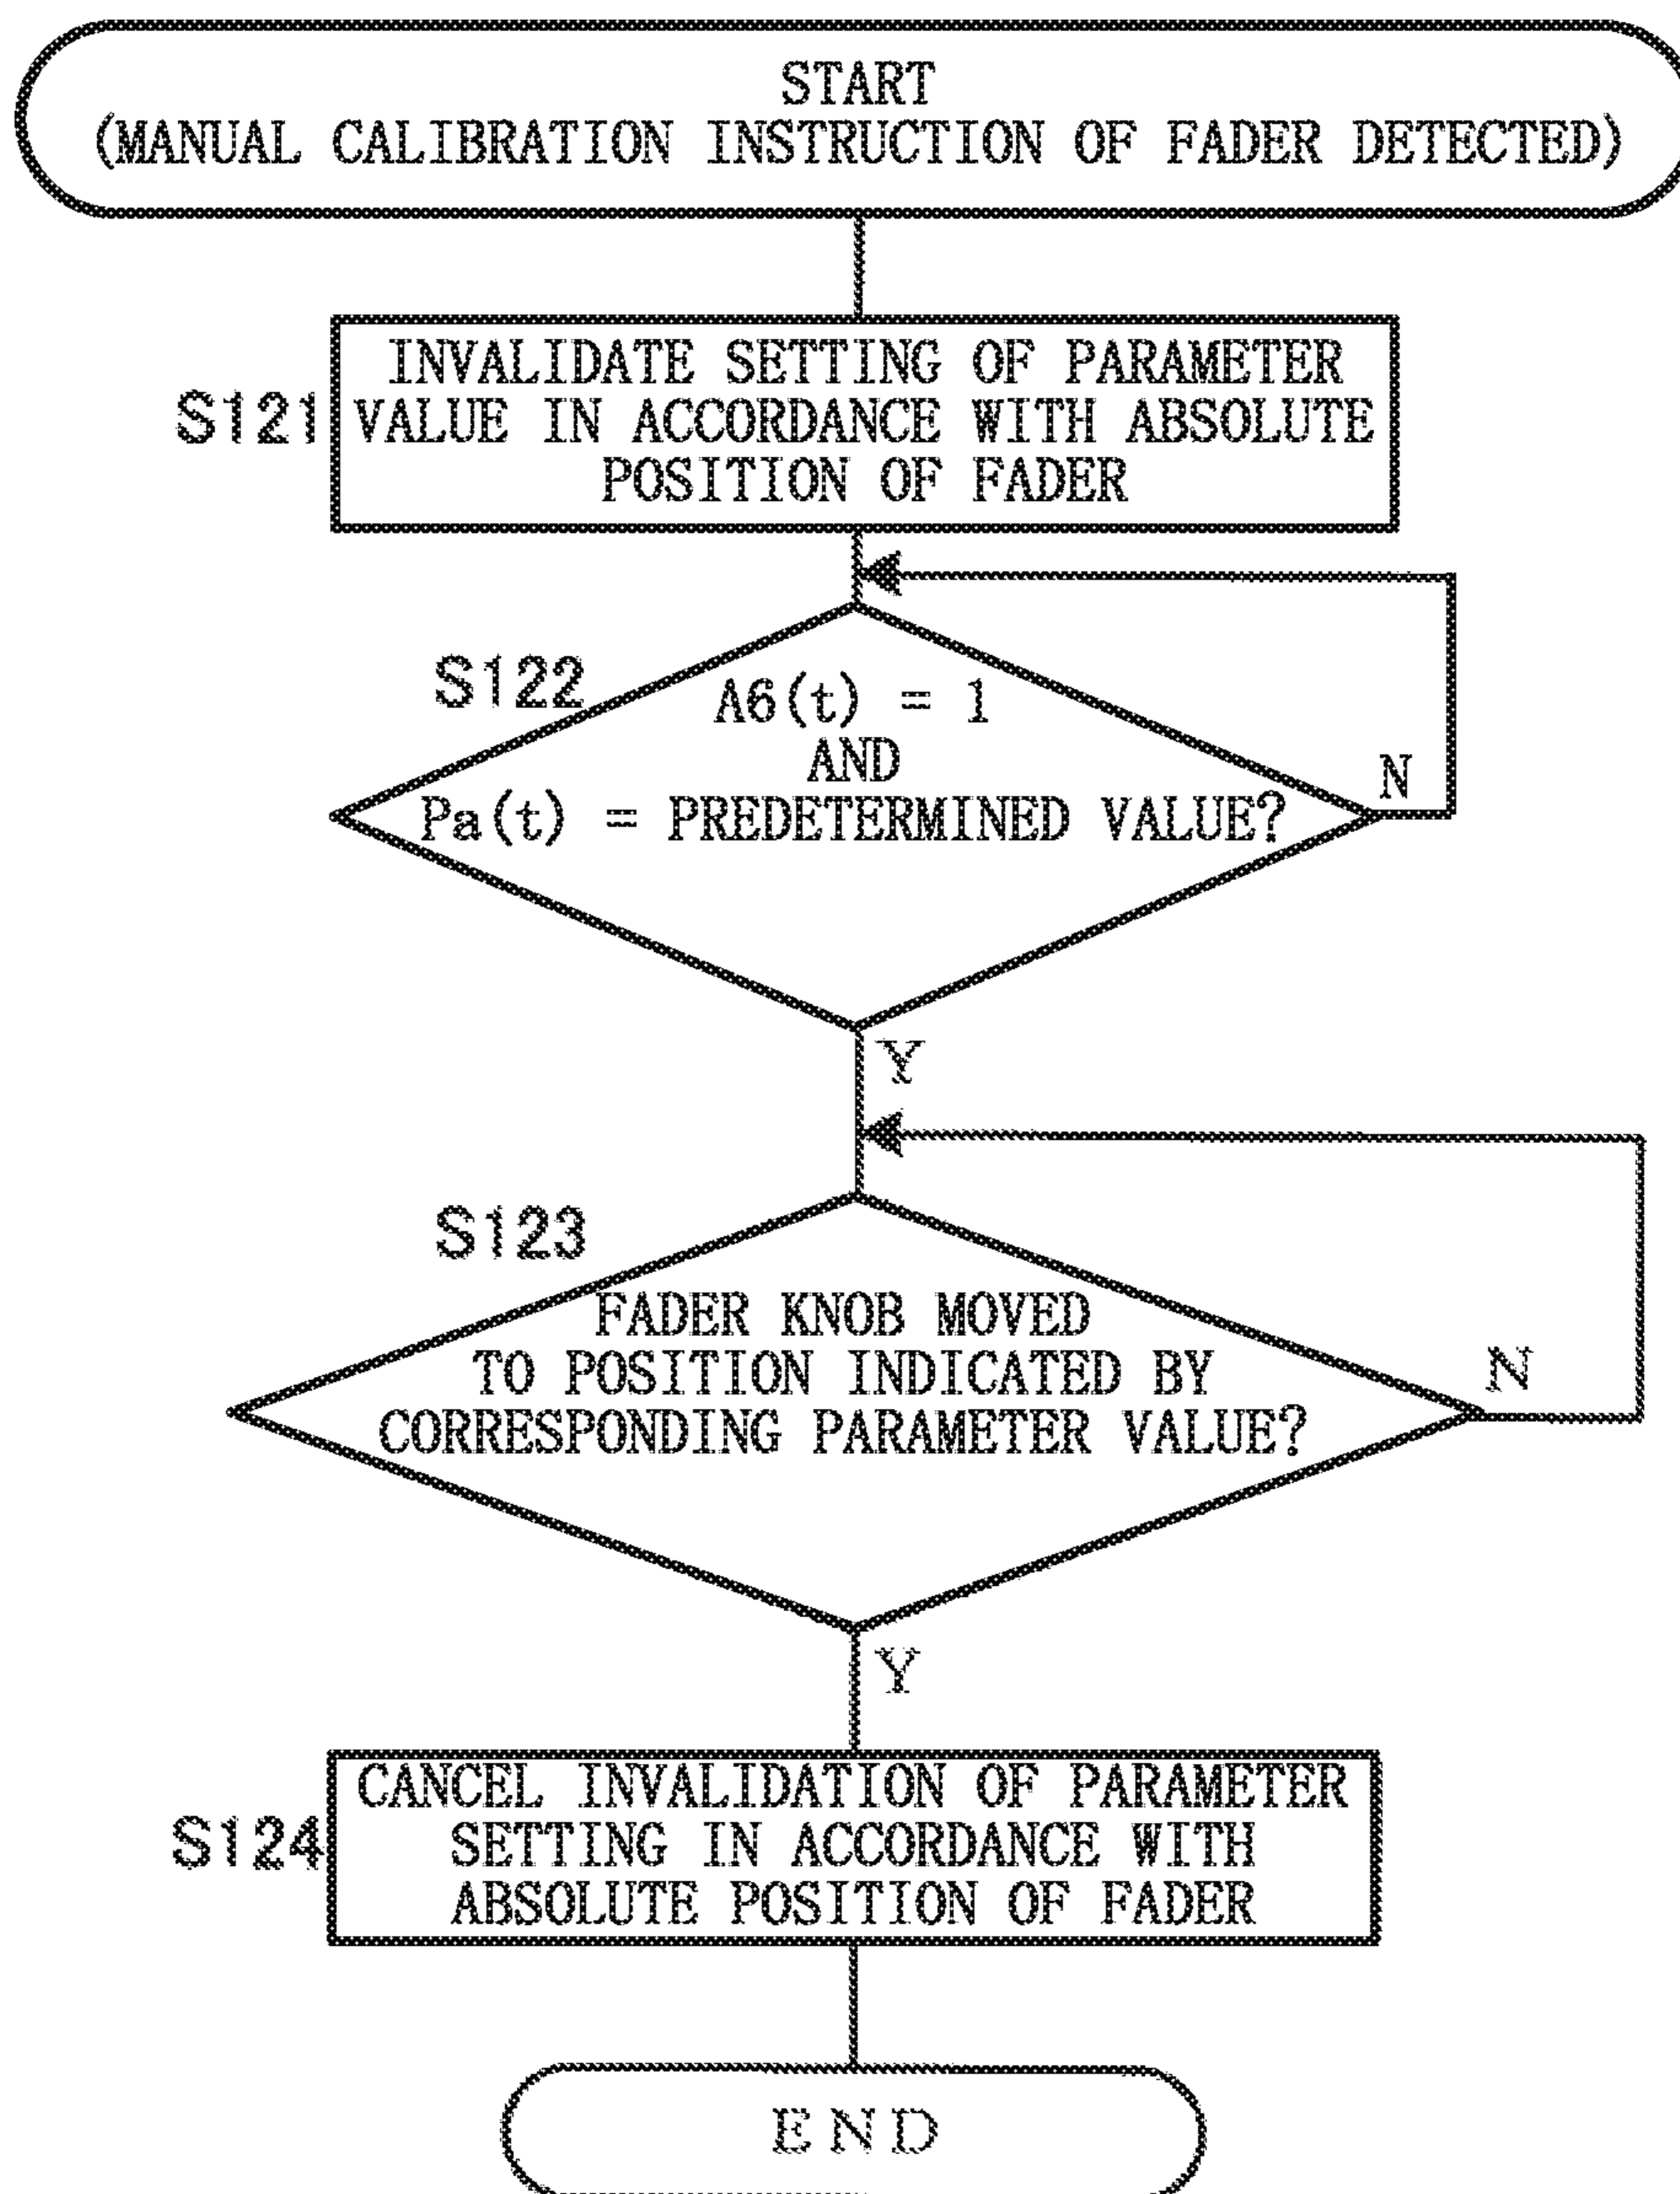 START
(MANUAL CALIBRATION INSTRUCTION OF FADER DETECTED)
S121
INVALIDATE SETTING OF PARAMETER
VALUE IN ACCORDANCE WITH ABSOLUTE
POSITION OF FADER
S122
A6(t) = 1
AND
Pa(t) = PREDETERMINED VALUE?
N
Y
S123
FADER KNOB MOVED
TO POSITION INDICATED BY
CORRESPONDING PARAMETER VALUE?
N
Y
S124
CANCEL INVALIDATION OF PARAMETER
SETTING IN ACCORDANCE WITH
ABSOLUTE POSITION OF FADER
END